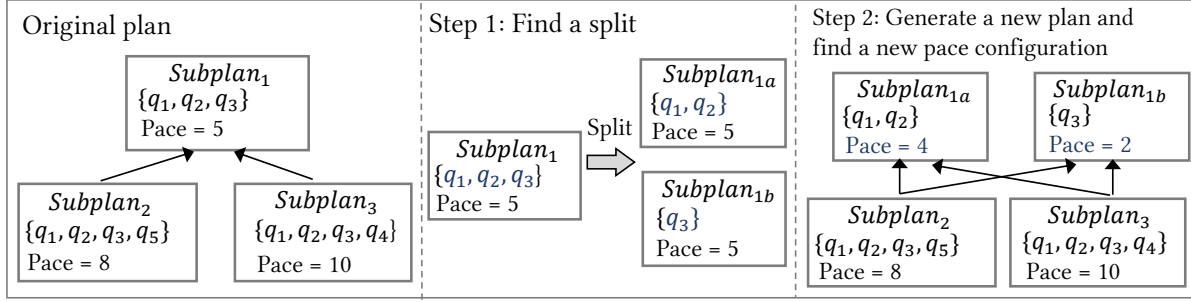 Original plan
Subplan₁
{q₁, q₂, q₃}
Pace = 5
Subplan₂
{q₁, q₂, q₃, q₅}
Pace = 8
Subplan₃
{q₁, q₂, q₃, q₄}
Pace = 10
Step 1: Find a split
Subplan₁
{q₁, q₂, q₃}
Pace = 5
Split
Subplan₁ₐ
{q₁, q₂}
Pace = 5
Subplan₁b
{q₃}
Pace = 5
Step 2: Generate a new plan and
find a new pace configuration
Subplan₁ₐ
{q₁, q₂}
Pace = 4
Subplan₁b
{q₃}
Pace = 2
Subplan₂
{q₁, q₂, q₃, q₅}
Pace = 8
Subplan₃
{q₁, q₂, q₃, q₄}
Pace = 10